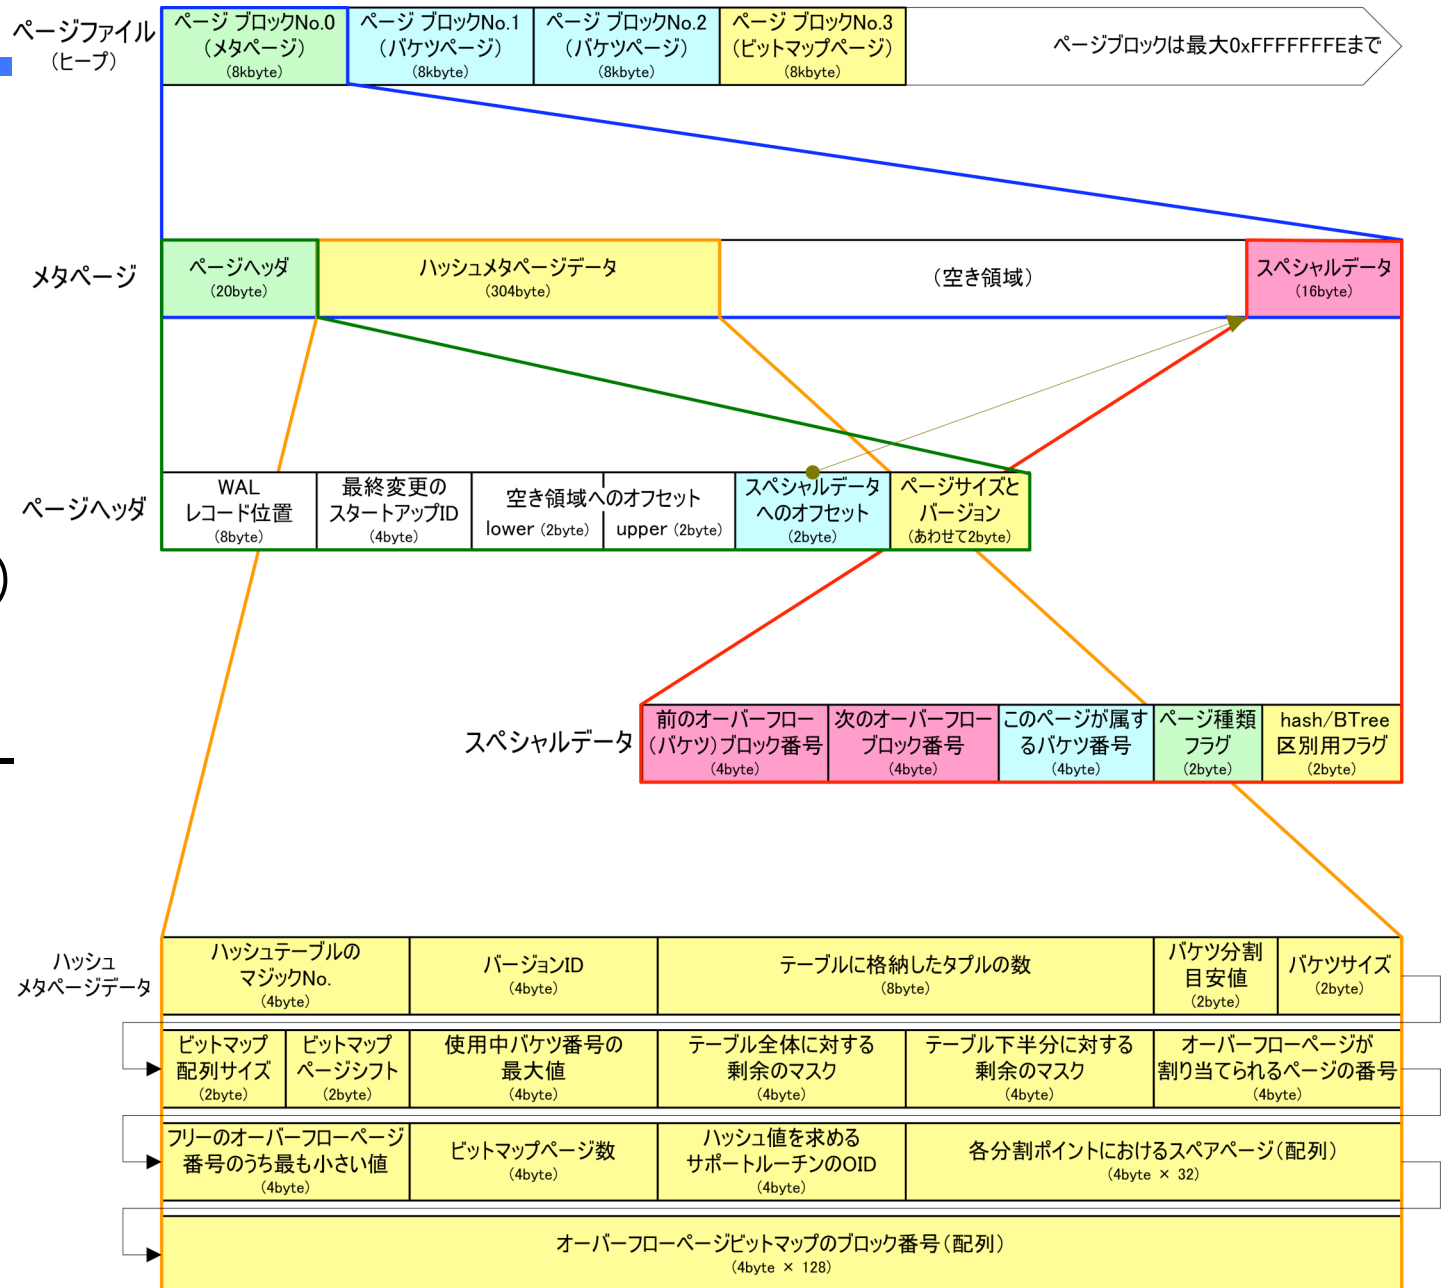 ページファイル
（ヒープ）
ページ ブロックNo.0
（メタページ）
（8kbyte）
ページ ブロックNo.1
（バケツページ）
（8kbyte）
ページ ブロックNo.2
（バケツページ）
（8kbyte）
ページ ブロックNo.3
（ビットマップページ）
（8kbyte）
ページブロックは最大0xFFFFFFFEまで
メタページ
ページヘッダ
（20byte）
ハッシュメタページデータ
（304byte）
（空き領域）
スペシャルデータ
（16byte）
ページヘッダ
WAL
レコード位置
（8byte）
最終変更の
スタートアップID
（4byte）
空き領域へのオフセット
lower（2byte）
upper（2byte）
スペシャルデータ
へのオフセット
（2byte）
ページサイズと
バージョン
（あわせて2byte）
）
スペシャルデータ
前のオーバーフロー
（バケツ）ブロック番号
（4byte）
次のオーバーフロー
ブロック番号
（4byte）
このページが属す
るバケツ番号
（4byte）
ページ種類
フラグ
（2byte）
hash/BTree
区別用フラグ
（2byte）
ハッシュ
メタページデータ
ハッシュテーブルの
マジックNo.
（4byte）
バージョンID
（4byte）
テーブルに格納したタプルの数
（8byte）
バケツ分割
目安値
（2byte）
バケツサイズ
（2byte）
ビットマップ
配列サイズ
（2byte）
ビットマップ
ページシフト
（2byte）
使用中バケツ番号の
最大値
（4byte）
テーブル全体に対する
剰余のマスク
（4byte）
テーブル下半分に対する
剰余のマスク
（4byte）
オーバーフローページが
割り当てられるページの番号
（4byte）
フリーのオーバーフローページ
番号のうち最も小さい値
（4byte）
ビットマップページ数
（4byte）
ハッシュ値を求める
サポートルーチンのOID
（4byte）
各分割ポイントにおけるスペアページ（配列）
（4byte × 32）
オーバーフローページビットマップのブロック番号（配列）
（4byte × 128）